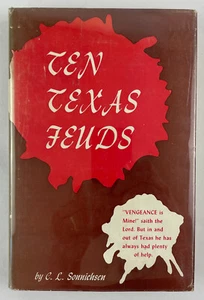 TEN
TEXAS
FEUDS
"VENGEANCE is
Mine!" saith the
Lord. But in and
out of Texas he has
always had plenty
of help.
by C. L. Sonnichsen